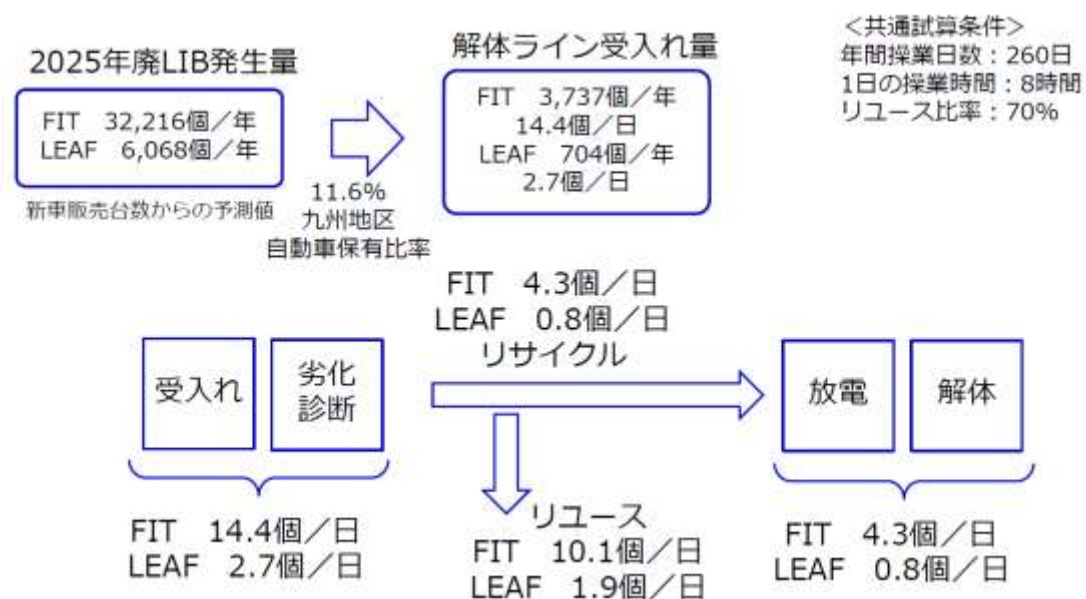 2025年廃LIB発生量
FIT 32,216個／年
LEAF 6,068個／年
新車販売台数からの予測値
11.6%
九州地区
自動車保有比率
解体ライン受入れ量
FIT 3,737個／年
14.4個／日
LEAF 704個／年
2.7個／日
＜共通試算条件＞
年間操業日数：260日
1日の操業時間：8時間
リユース比率：70%
FIT 4.3個／日
LEAF 0.8個／日
リサイクル
受入れ
劣化
診断
放電
解体
FIT 14.4個／日
LEAF 2.7個／日
リユース
FIT 10.1個／日
LEAF 1.9個／日
FIT 4.3個／日
LEAF 0.8個／日